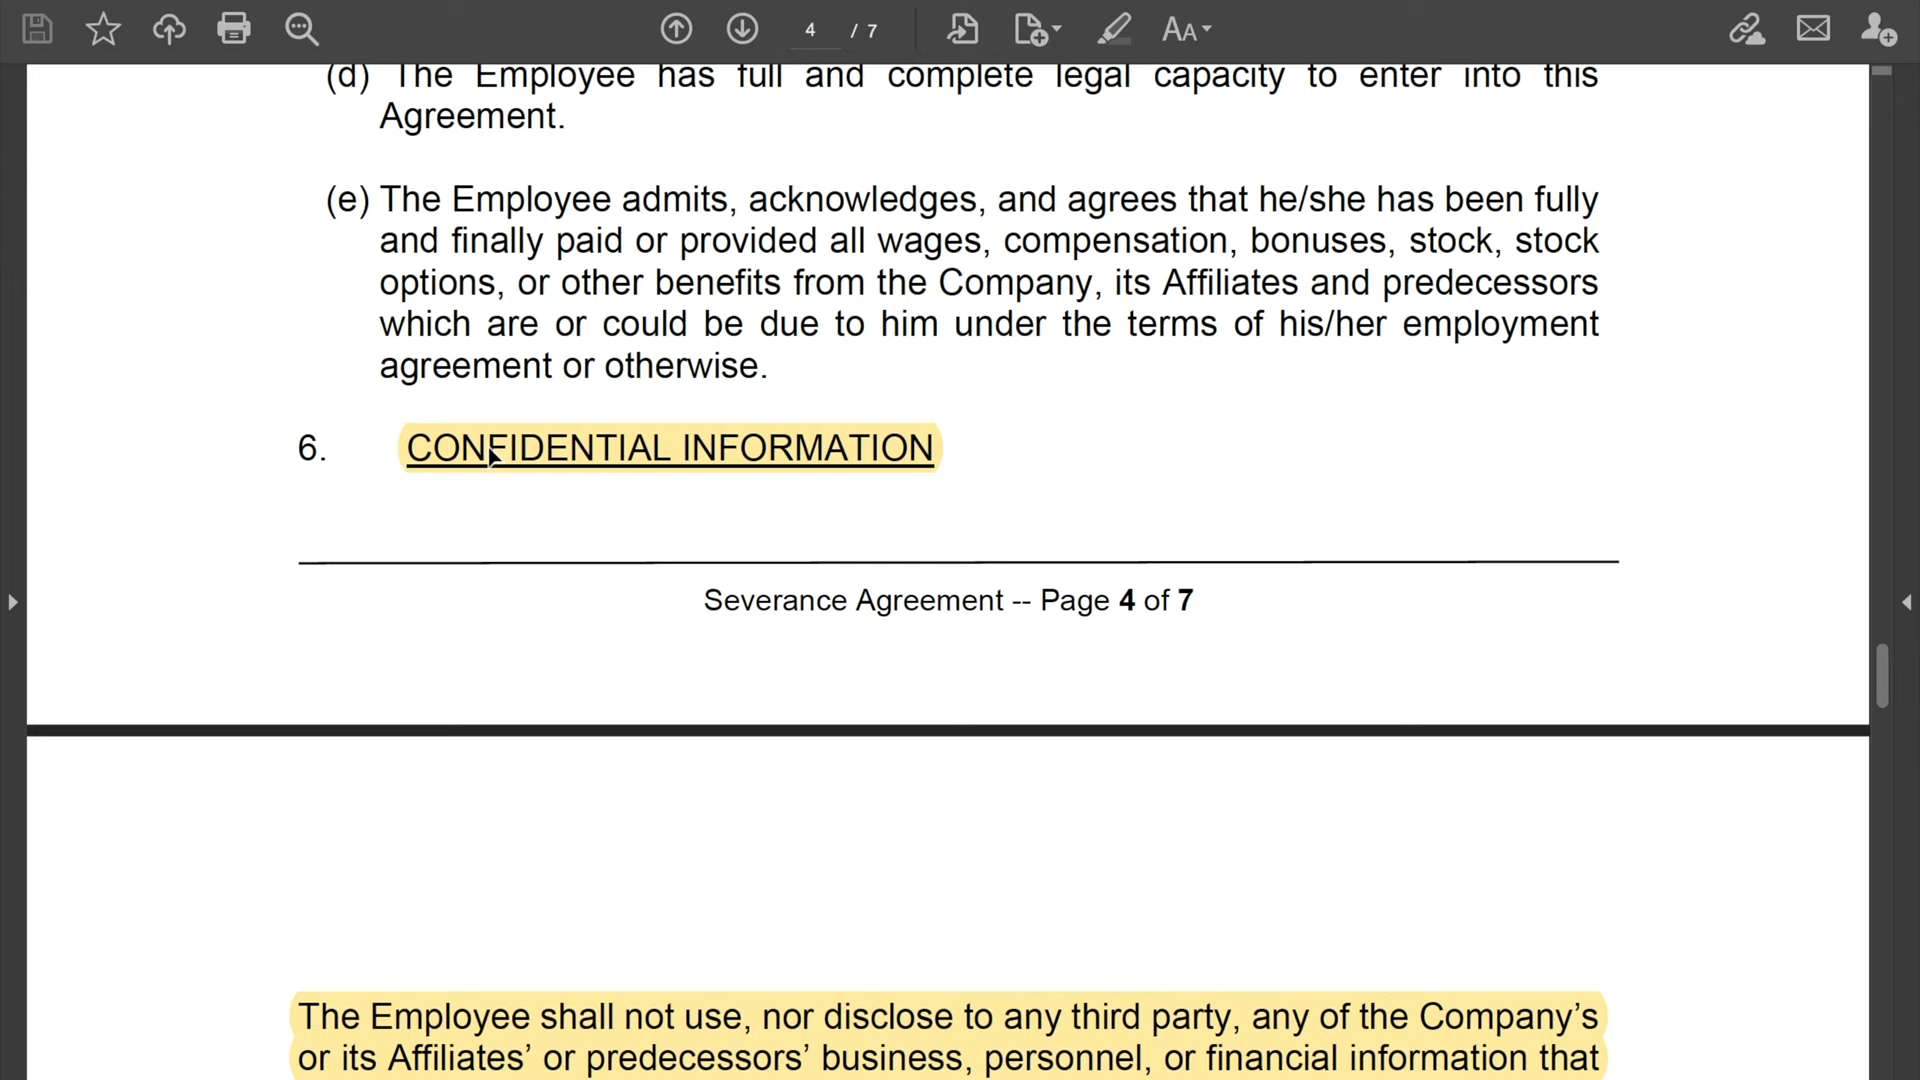 4 / 7
AA
(d) The Employee has full and complete legal capacity to enter into this
Agreement.
(e) The Employee admits, acknowledges, and agrees that he/she has been fully
and finally paid or provided all wages, compensation, bonuses, stock, stock
options, or other benefits from the Company, its Affiliates and predecessors
which are or could be due to him under the terms of his/her employment
agreement or otherwise.
6. CONFIDENTIAL INFORMATION
Severance Agreement -- Page 4 of 7
The Employee shall not use, nor disclose to any third party, any of the Company’s
or its Affiliates’ or predecessors’ business, personnel, or financial information that